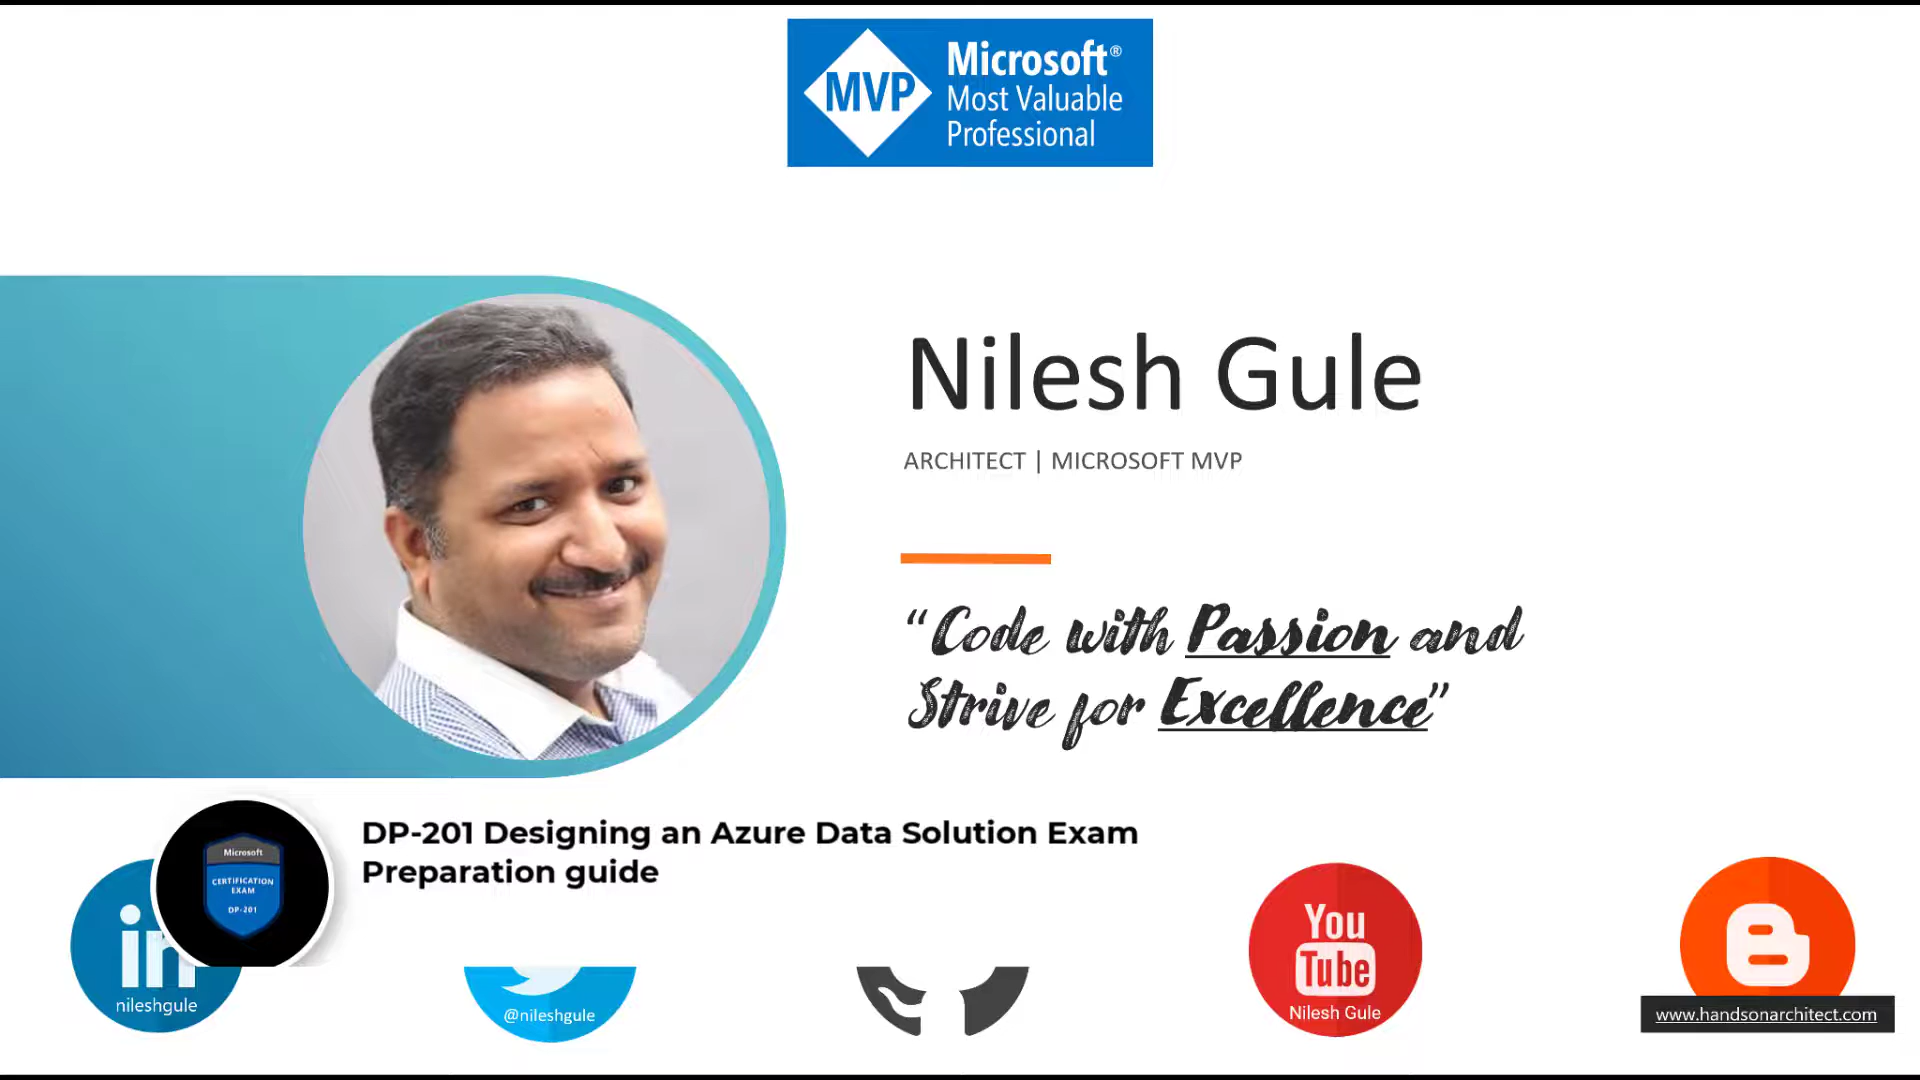 MVP
Microsoft®
Most Valuable
Professional
Nilesh Gule
ARCHITECT | MICROSOFT MVP
“Code with Passion and
Strive for Excellence”
DP-201 Designing an Azure Data Solution Exam
Preparation guide
Microsoft
CERTIFICATION
EXAM
DP-201
in
nileshgule
@nileshgule
You
Tube
Nilesh Gule
www.handsonarchitect.com